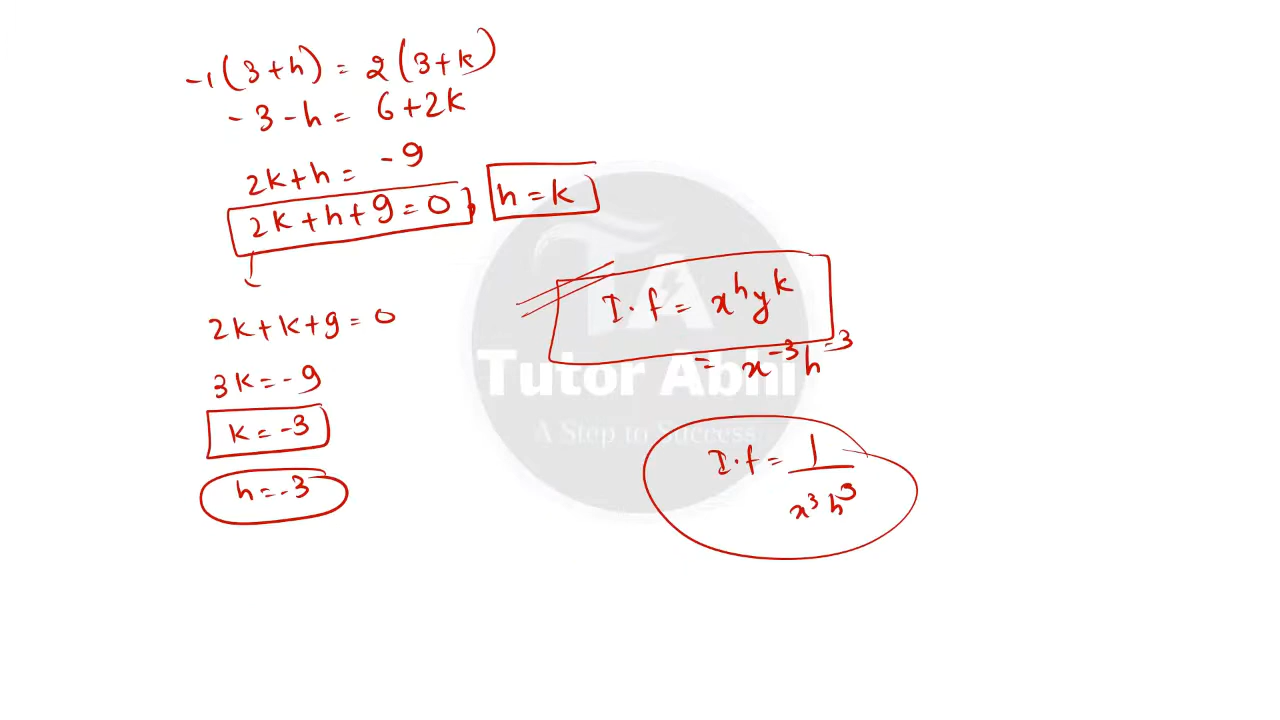 -1(3+h) = 2(3+k)
-3-h = 6+2k
2k+h = -9
2k+h+9=0, h=k
2k+k+9=0
3k=-9
k=-3
h=-3
I.f = x^h y^k
= x^-3 h^-3
I.f = 1/x^3 h^3
TA
Tutor Abhi
A Step to Success